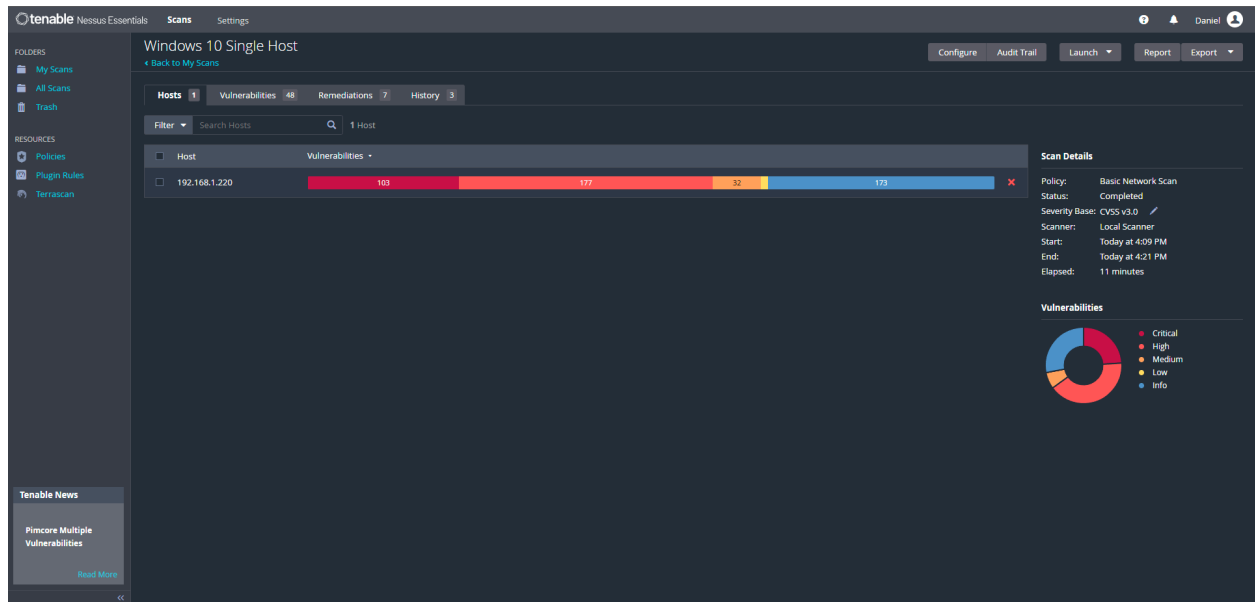 tenable Nessus Essentials Scans Settings Daniel
FOLDERS
My Scans
All Scans
Trash
RESOURCES
Policies
Plugin Rules
Terrascan
Tenable News
Pimcore Multiple
Vulnerabilities
Read More
Windows 10 Single Host
Back to My Scans
Configure Audit Trail Launch Report Export
Hosts 1 Vulnerabilities 48 Remediations 7 History 3
Filter Search Hosts 1 Host
Host Vulnerabilities
192.168.1.220 103 177 32 173
Scan Details
Policy: Basic Network Scan
Status: Completed
Severity Base: CVSS v3.0
Scanner: Local Scanner
Start: Today at 4:09 PM
End: Today at 4:21 PM
Elapsed: 11 minutes
Vulnerabilities
Critical
High
Medium
Low
Info